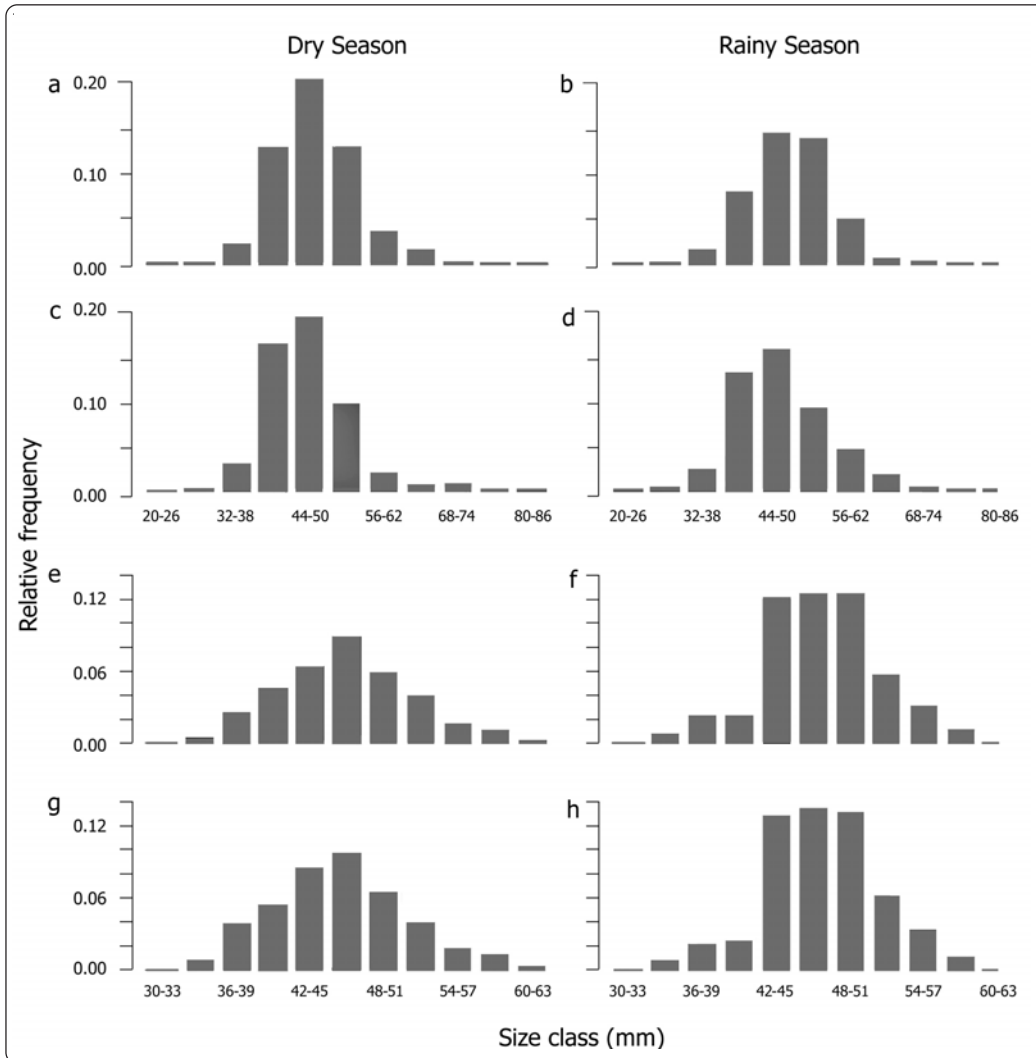 Dry Season Rainy Season
a 0.20 b
0.10
0.00
c 0.20 d
0.10
0.00
20-26 32-38 44-50 56-62 68-74 80-86 20-26 32-38 44-50 56-62 68-74 80-86
Relative frequency
e 0.12 f
0.06
0.00
g 0.12 h
0.06
0.00
30-33 36-39 42-45 48-51 54-57 60-63 30-33 36-39 42-45 48-51 54-57 60-63
Size class (mm)